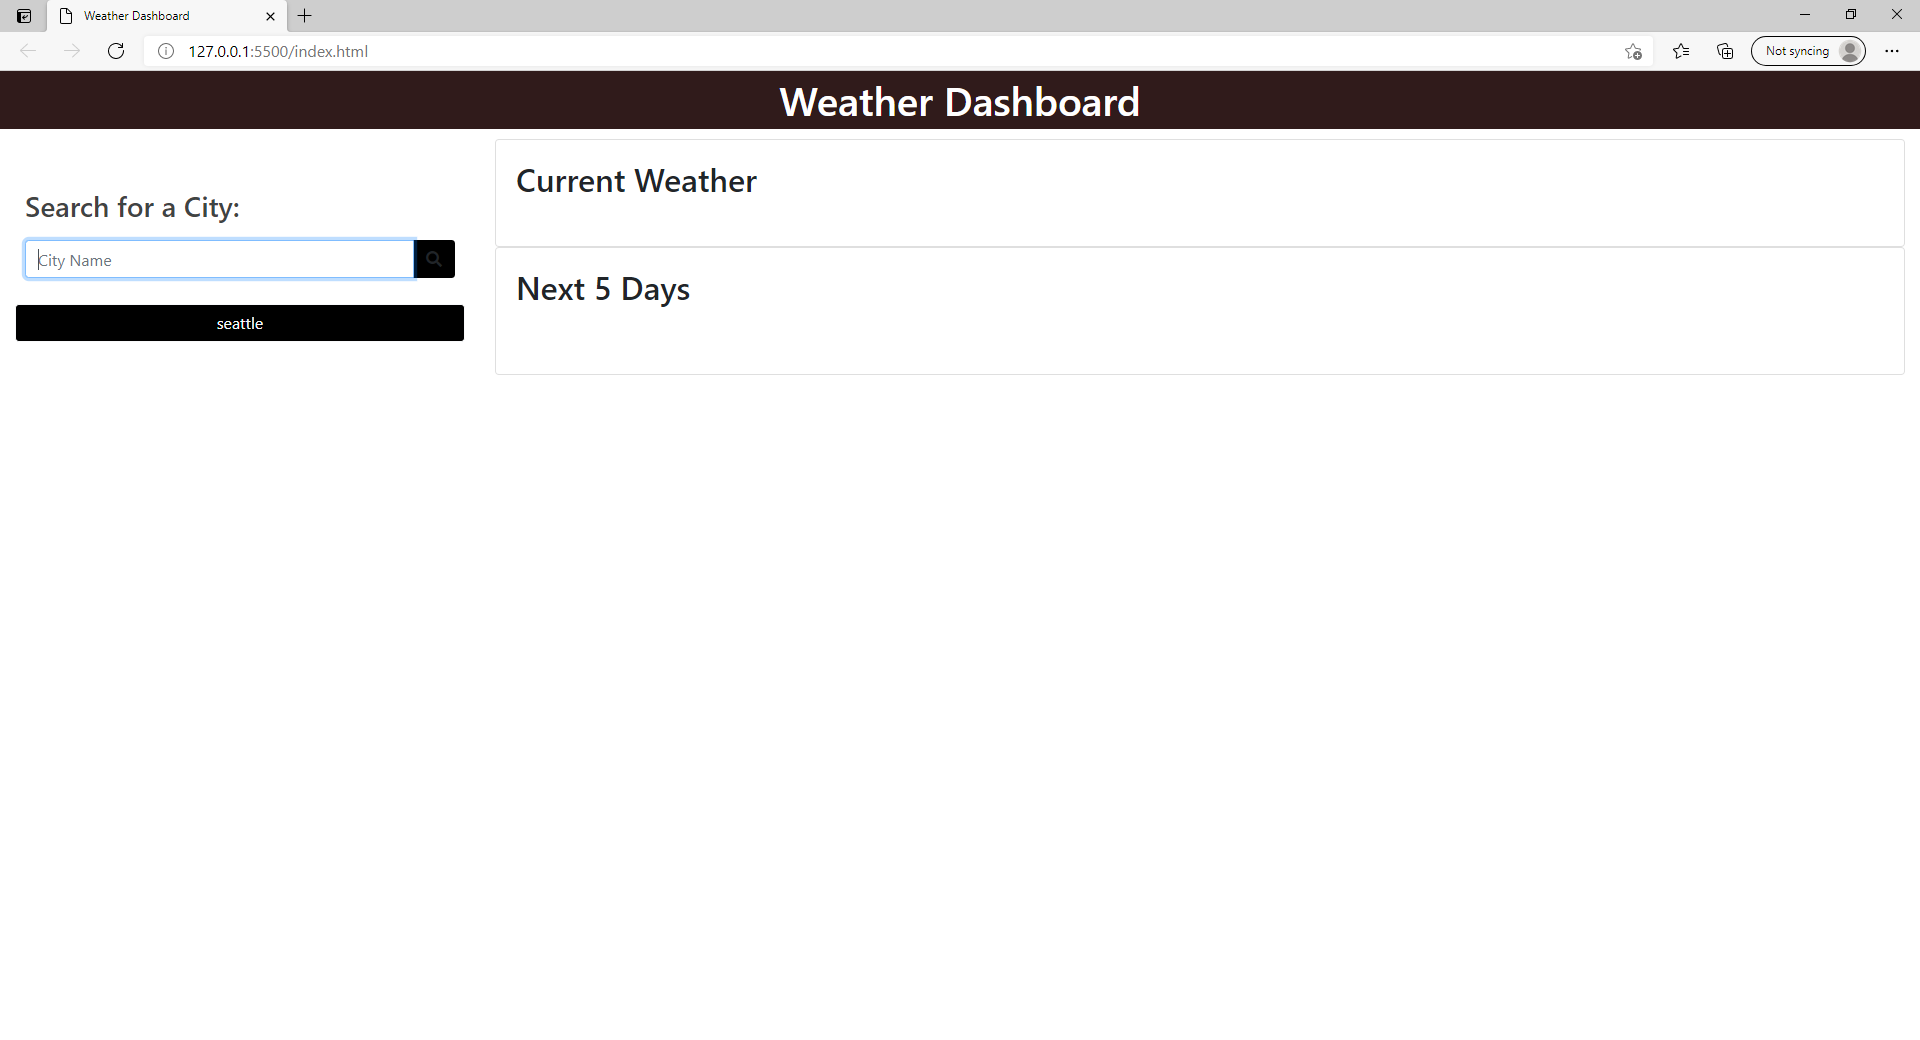 Weather Dashboard
127.0.0.1:5500/index.html
Not syncing
Weather Dashboard
Search for a City:
City Name
seattle
Current Weather
Next 5 Days